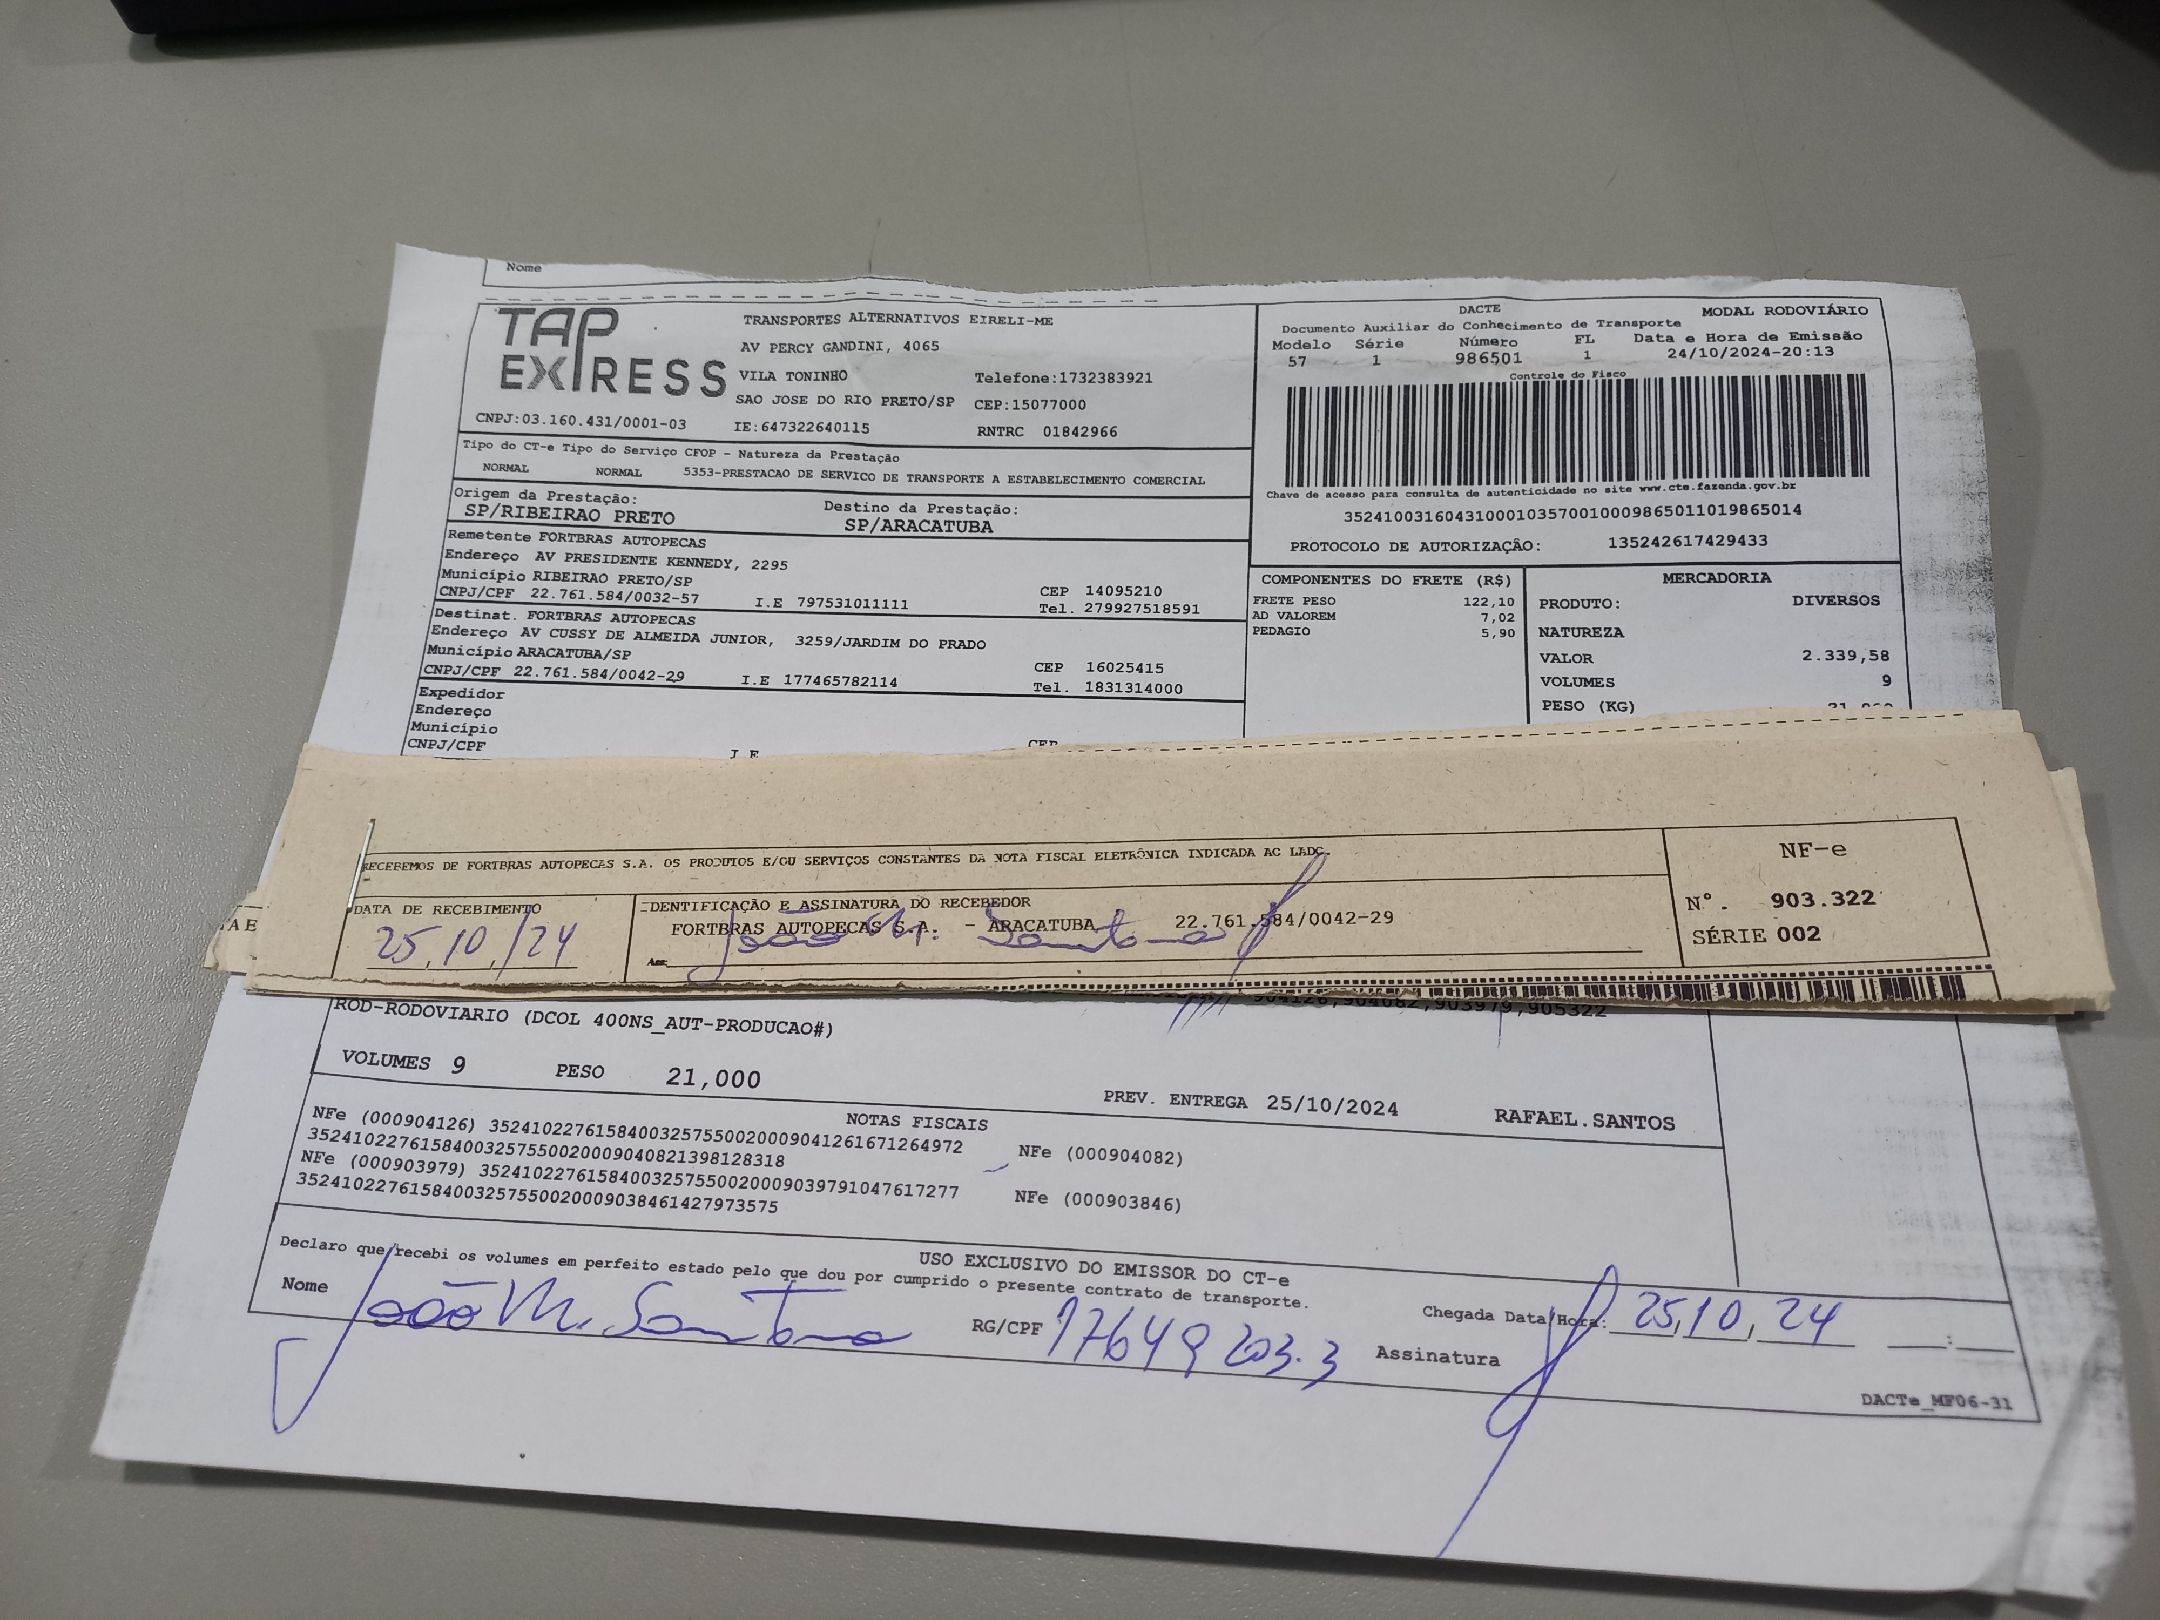 Nome
TAP EXPRESS
TRANSPORTES ALTERNATIVOS EIRELI-ME
AV PERCY GANDINI, 4065
VILA TONINHO Telefone:1732383921
SAO JOSE DO RIO PRETO/SP CEP:15077000
CNPJ:03.160.431/0001-03 IE:647322640115 RNTRC 01842966
DACTE MODAL RODOVIÁRIO
Documento Auxiliar do Conhecimento de Transporte
Modelo Série Número FL Data e Hora de Emissão
57 1 986501 1 24/10/2024-20:13
Controle do Fisco
Chave de acesso para consulta de autenticidade no site www.cte.fazenda.gov.br
35241003160431000103570010009865011019865014
PROTOCOLO DE AUTORIZAÇÃO: 135242617429433
Tipo do CT-e Tipo do Serviço CFOP - Natureza da Prestação
NORMAL NORMAL 5353-PRESTACAO DE SERVICO DE TRANSPORTE A ESTABELECIMENTO COMERCIAL
Origem da Prestação: Destino da Prestação:
SP/RIBEIRAO PRETO SP/ARACATUBA
Remetente FORTBRAS AUTOPECAS
Endereço AV PRESIDENTE KENNEDY, 2295
Município RIBEIRAO PRETO/SP CEP 14095210
CNPJ/CPF 22.761.584/0032-57 I.E 797531011111 Tel. 279927518591
Destinat. FORTBRAS AUTOPECAS
Endereço AV CUSSY DE ALMEIDA JUNIOR, 3259/JARDIM DO PRADO
Município ARACATUBA/SP CEP 16025415
CNPJ/CPF 22.761.584/0042-29 I.E 177465782114 Tel. 1831314000
Expedidor
Endereço
Município
CNPJ/CPF I E CEP
COMPONENTES DO FRETE (R$)
FRETE PESO 122,10
AD VALOREM 7,02
PEDAGIO 5,90
MERCADORIA
PRODUTO: DIVERSOS
NATUREZA
VALOR 2.339,58
VOLUMES 9
PESO (KG)
RECEBEMOS DE FORTBRAS AUTOPECAS S.A. OS PRODUTOS E/OU SERVIÇOS CONSTANTES DA NOTA FISCAL ELETRÔNICA INDICADA AO LADO.
DATA DE RECEBIMENTO
25,10,/24
IDENTIFICAÇÃO E ASSINATURA DO RECEBEDOR
FORTBRAS AUTOPECAS S.A. - ARACATUBA 22.761.584/0042-29
João M. Santana
Ass
NF-e
Nº. 903.322
SÉRIE 002
TA E
904126,904082,903979,905322
ROD-RODOVIARIO (DCOL 400NS_AUT-PRODUCAO#)
VOLUMES 9 PESO 21,000 PREV. ENTREGA 25/10/2024 RAFAEL.SANTOS
NOTAS FISCAIS
NFe (000904126) 35241022761584003257550020009041261671264972 NFe (000904082)
35241022761584003257550020009040821398128318
NFe (000903979) 35241022761584003257550020009039791047617277 NFe (000903846)
35241022761584003257550020009038461427973575
USO EXCLUSIVO DO EMISSOR DO CT-e
Declaro que recebi os volumes em perfeito estado pelo que dou por cumprido o presente contrato de transporte.
Nome João M. Santana RG/CPF 17649203.3 Assinatura
Chegada Data/Hora: 25,10,24 :
DACTe_MF06-31